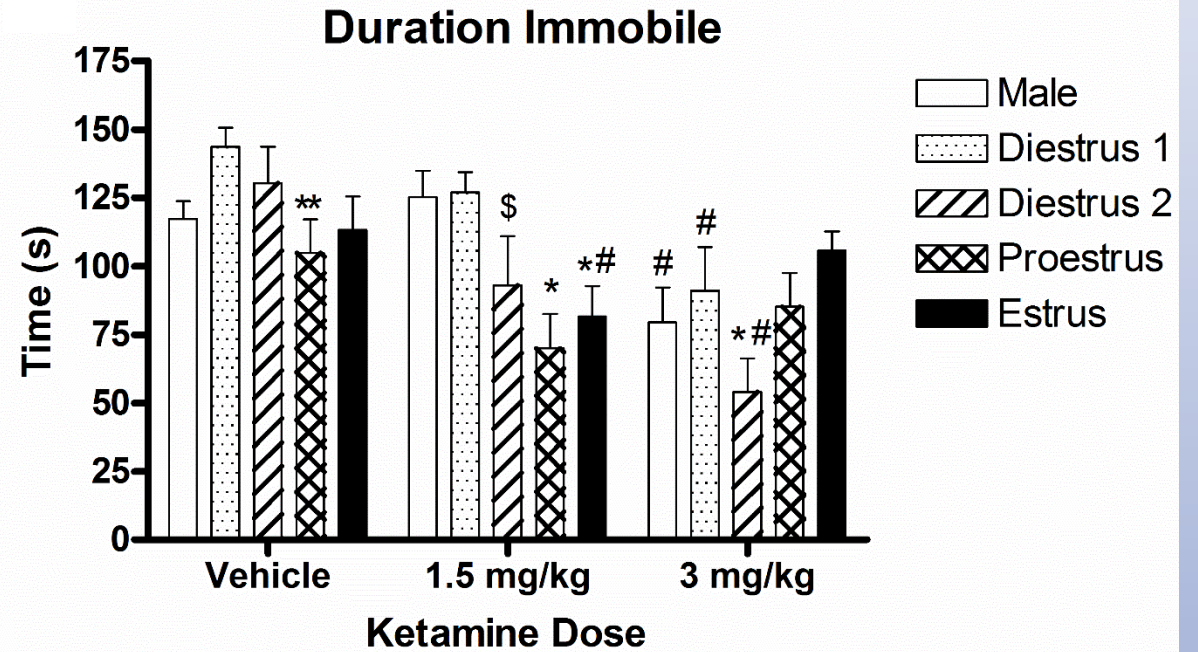 Duration Immobile
175
150
125
100
75
50
25
0
Time (s)
**
$
*
*#
#
#
*#
Vehicle
1.5 mg/kg
3 mg/kg
Ketamine Dose
Male
Diestrus 1
Diestrus 2
Proestrus
Estrus